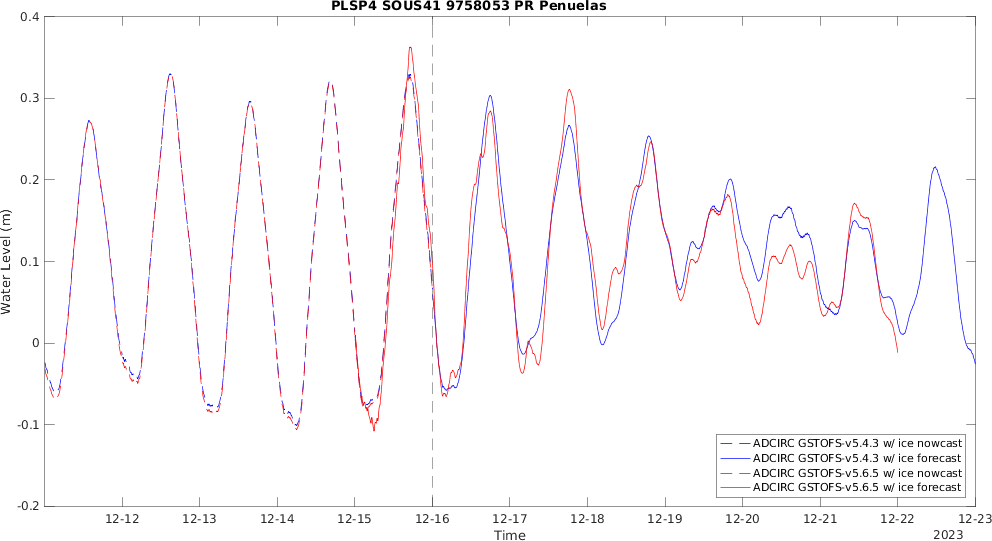 PLSP4 SOUS41 9758053 PR Penuelas
0.4
0.3
0.2
0.1
0
-0.1
-0.2
Water Level (m)
12-12
12-13
12-14
12-15
12-16
12-17
12-18
12-19
12-20
12-21
12-22
12-23
Time
2023
ADCIRC GSTOFS-v5.4.3 w/ ice nowcast
ADCIRC GSTOFS-v5.4.3 w/ ice forecast
ADCIRC GSTOFS-v5.6.5 w/ ice nowcast
ADCIRC GSTOFS-v5.6.5 w/ ice forecast